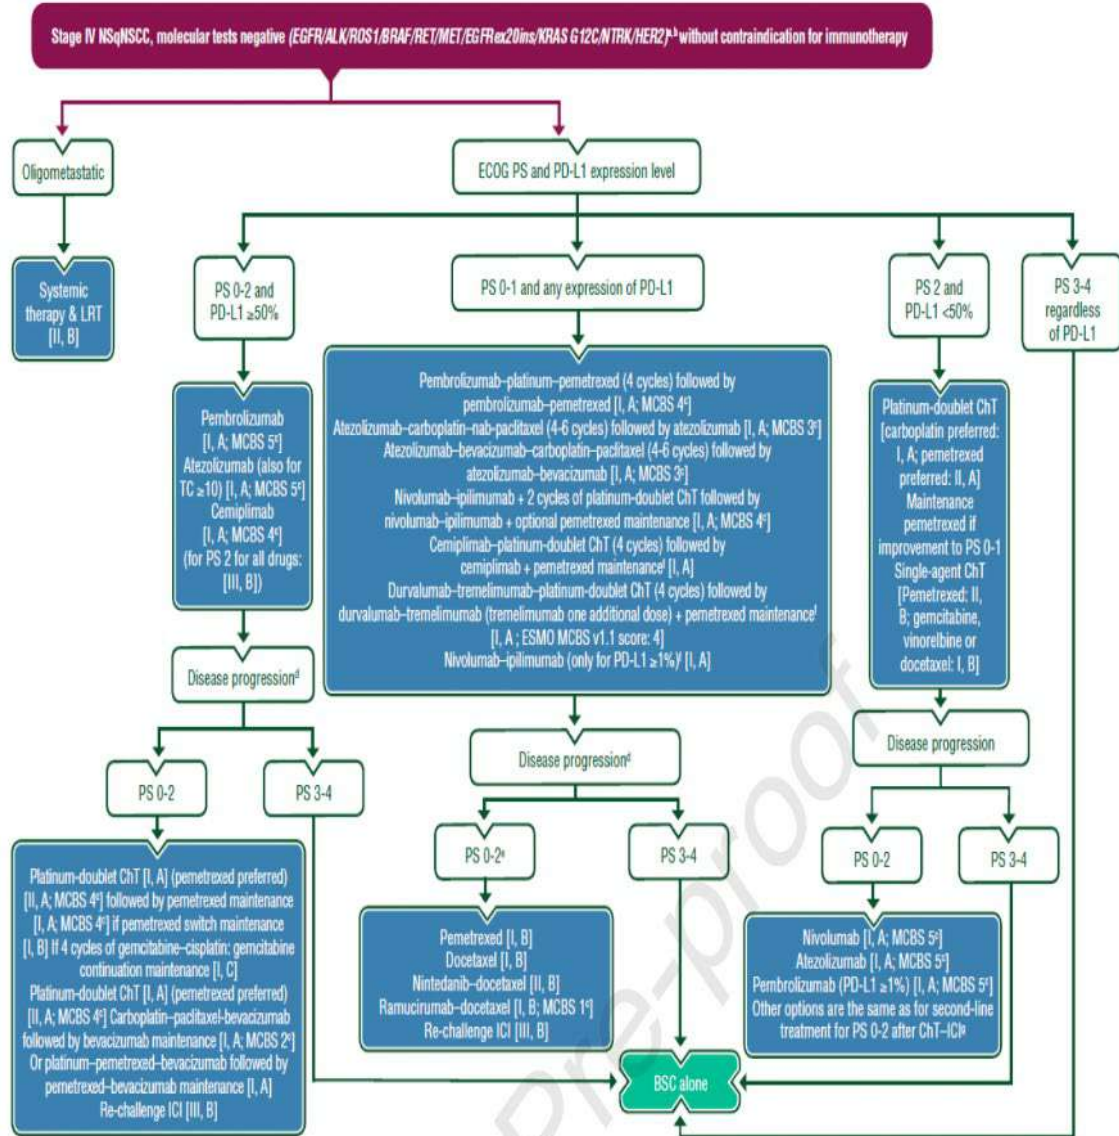 Stage IV NSqNSCC, molecular tests negative (EGFR/ALK/ROS1/BRAF/RET/MET/EGFRex20ins/KRAS G12C/NTRK/HER2)a,b without contraindication for immunotherapy
Oligometastatic
ECOG PS and PD-L1 expression level
Systemic
therapy & LRT
[II, B]
PS 0-2 and
PD-L1 ≥50%
PS 0-1 and any expression of PD-L1
PS 2 and
PD-L1 <50%
PS 3-4
regardless
of PD-L1
Pembrolizumab
[I, A; MCBS 5c]
Atezolizumab (also for
TC ≥10) [I, A; MCBS 5c]
Cemiplimab
[I, A; MCBS 4c]
(for PS 2 for all drugs:
[III, B])
Pembrolizumab–platinum–pemetrexed (4 cycles) followed by
pembrolizumab–pemetrexed [I, A; MCBS 4c]
Atezolizumab–carboplatin–nab-paclitaxel (4-6 cycles) followed by atezolizumab [I, A; MCBS 3c]
Atezolizumab–bevacizumab–carboplatin–paclitaxel (4-6 cycles) followed by
atezolizumab–bevacizumab [I, A; MCBS 3c]
Nivolumab–ipilimumab + 2 cycles of platinum-doublet ChT followed by
nivolumab–ipilimumab + optional pemetrexed maintenance [I, A; MCBS 4c]
Cemiplimab–platinum-doublet ChT (4 cycles) followed by
cemiplimab + pemetrexed maintenancef [I, A]
Durvalumab–tremelimumab–platinum-doublet ChT (4 cycles) followed by
durvalumab–tremelimumab (tremelimumab one additional dose) + pemetrexed maintenancef
[I, A ; ESMO MCBS v1.1 score: 4]
Nivolumab–ipilimumab (only for PD-L1 ≥1%) [I, A]
Platinum-doublet ChT
[carboplatin preferred:
I, A; pemetrexed
preferred: II, A]
Maintenance
pemetrexed if
improvement to PS 0-1
Single-agent ChT
[Pemetrexed: II,
B; gemcitabine,
vinorelbine or
docetaxel: I, B]
Disease progressiond
Disease progressiond
Disease progression
PS 0-2
PS 3-4
PS 0-2e
PS 3-4
PS 0-2
PS 3-4
Platinum-doublet ChT [I, A] (pemetrexed preferred)
[II, A; MCBS 4c] followed by pemetrexed maintenance
[I, A; MCBS 4c] if pemetrexed switch maintenance
[I, B] If 4 cycles of gemcitabine–cisplatin: gemcitabine
continuation maintenance [I, C]
Platinum-doublet ChT [I, A] (pemetrexed preferred)
[II, A; MCBS 4c] Carboplatin–paclitaxel-bevacizumab
followed by bevacizumab maintenance [I, A; MCBS 2c]
Or platinum–pemetrexed–bevacizumab followed by
pemetrexed–bevacizumab maintenance [I, A]
Re-challenge ICI [III, B]
Pemetrexed [I, B]
Docetaxel [I, B]
Nintedanib–docetaxel [II, B]
Ramucirumab–docetaxel [I, B; MCBS 1c]
Re-challenge ICI [III, B]
Nivolumab [I, A; MCBS 5c]
Atezolizumab [I, A; MCBS 5c]
Pembrolizumab (PD-L1 ≥1%) [I, A; MCBS 5c]
Other options are the same as for second-line
treatment for PS 0-2 after ChT–ICIg
BSC alone
Pre-proof